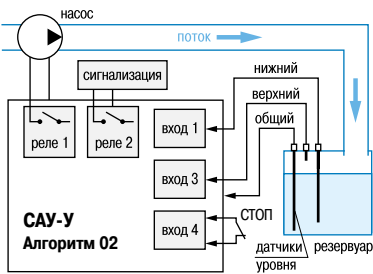 насос
поток
сигнализация
нижний
верхний
общий
реле 1
реле 2
вход 1
вход 3
вход 4
СТОП
САУ-У
Алгоритм 02
датчики
уровня
резервуар